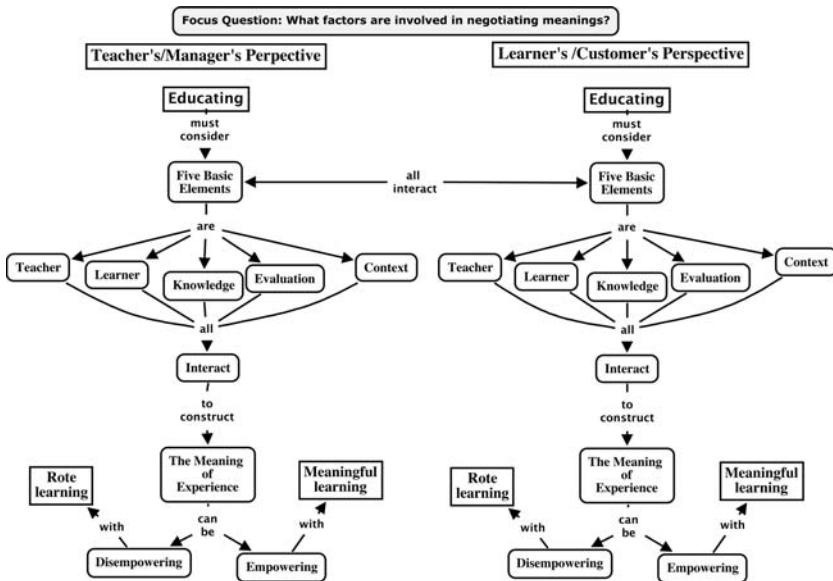 Focus Question: What factors are involved in negotiating meanings?
Teacher's/Manager's Perpective
Learner's /Customer's Perspective
Educating
must
consider
Five Basic
Elements
are
Teacher
Learner
Knowledge
Evaluation
Context
all
Interact
to
construct
The Meaning
of
Experience
can
be
Disempowering
with
Rote
learning
Empowering
with
Meaningful
learning
all
interact
Educating
must
consider
Five Basic
Elements
are
Teacher
Learner
Knowledge
Evaluation
Context
all
Interact
to
construct
The Meaning
of
Experience
can
be
Disempowering
with
Rote
learning
Empowering
with
Meaningful
learning